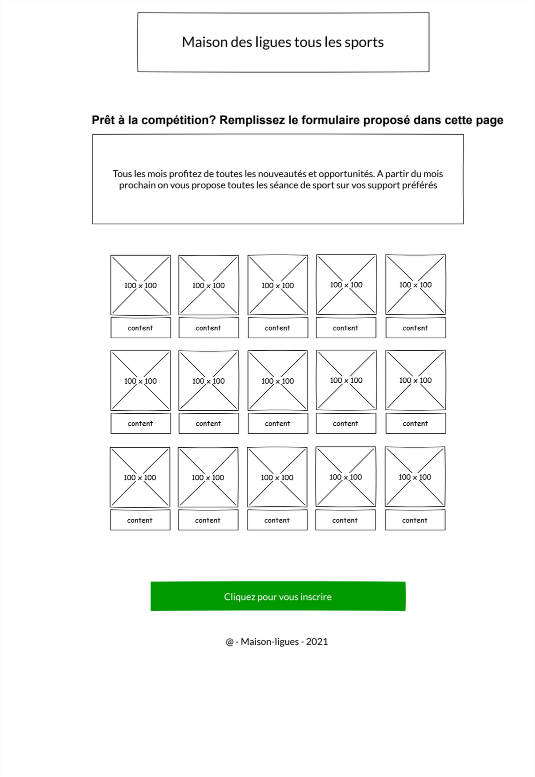 Maison des ligues tous les sports
Prêt à la compétition? Remplissez le formulaire proposé dans cette page
Tous les mois profitez de toutes les nouveautés et opportunités. A partir du mois
prochain on vous propose toutes les séance de sport sur vos support préférés
100 x 100 100 x 100 100 x 100 100 x 100 100 x 100
content content content content content
100 x 100 100 x 100 100 x 100 100 x 100 100 x 100
content content content content content
100 x 100 100 x 100 100 x 100 100 x 100 100 x 100
content content content content content
Cliquez pour vous inscrire
@ - Maison-ligues - 2021